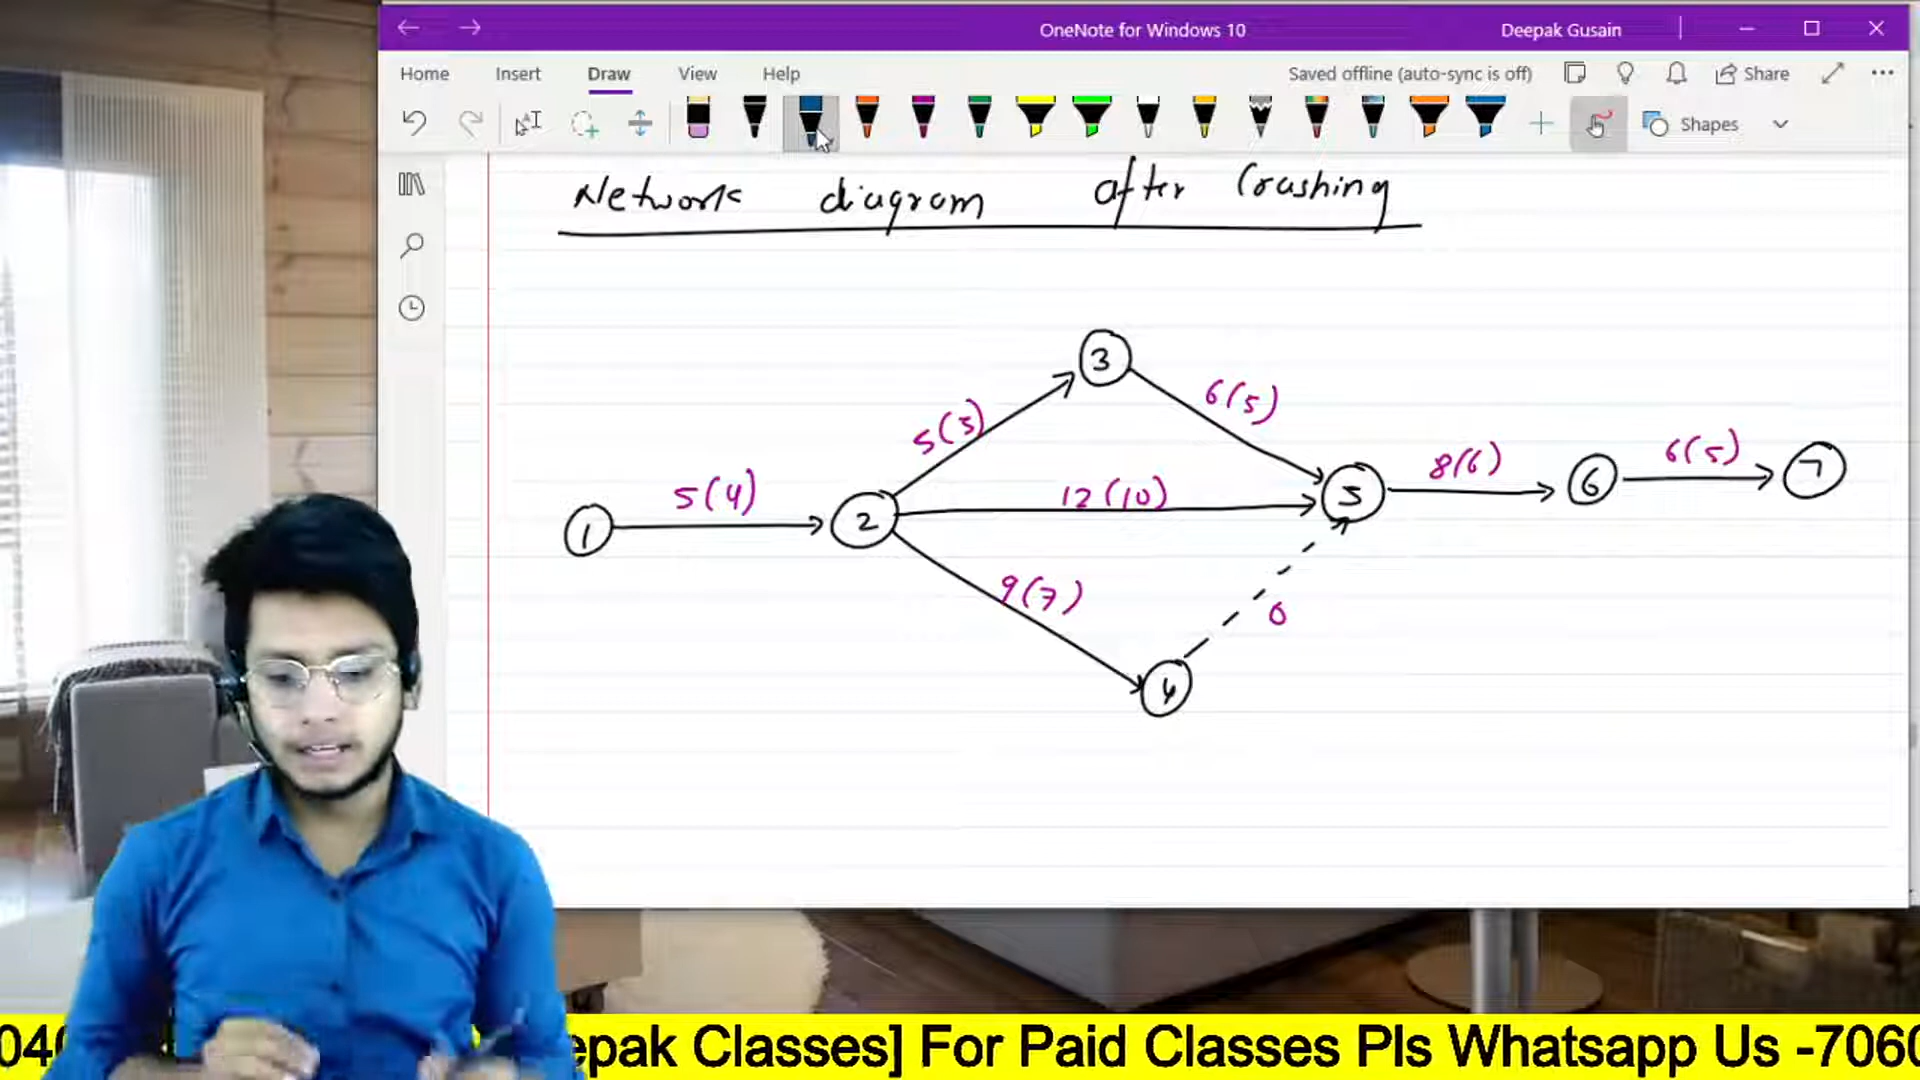 OneNote for Windows 10
Deepak Gusain
Home Insert Draw View Help
Saved offline (auto-sync is off) Share
Shapes
Network diagram after Crashing
3
5(3)
6(5)
1
5(4)
2
12(10)
5
8(6)
6
6(5)
7
9(7)
0
4
epak Classes] For Paid Classes Pls Whatsapp Us -7060